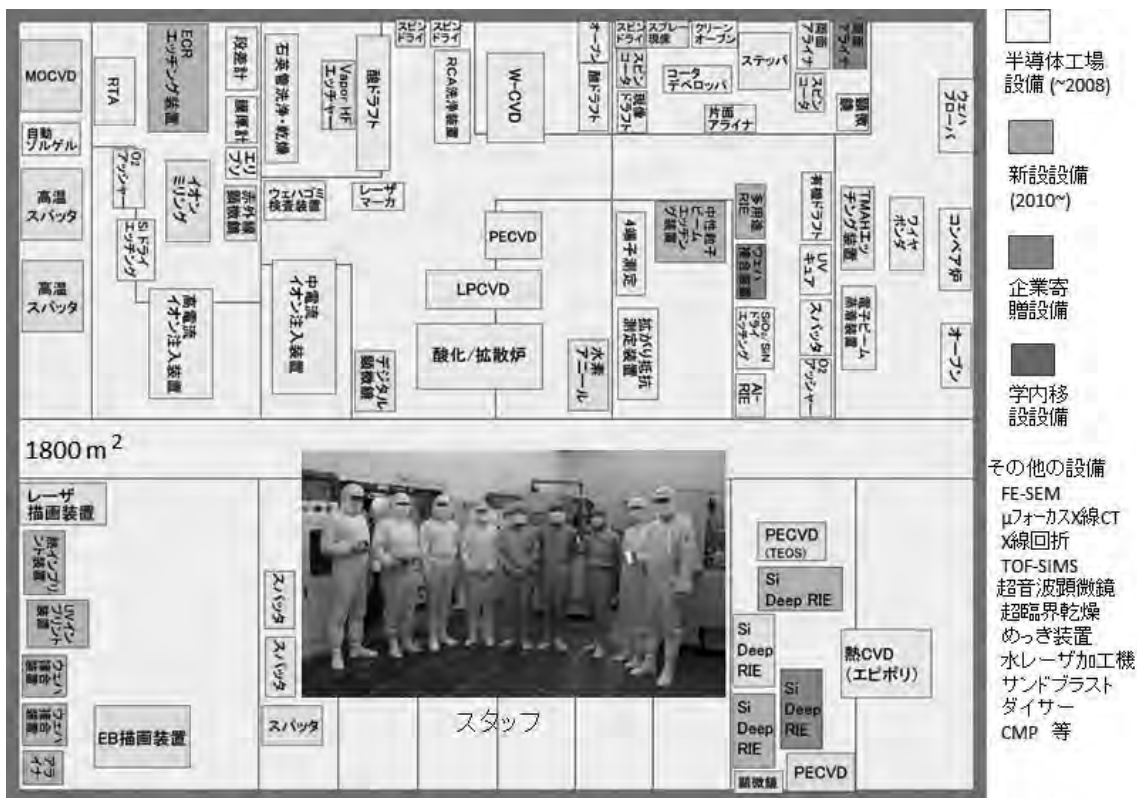 MOCVD
自動
ゾルゲル
高温
スパッタ
高温
スパッタ
RTA
ECR
エッチング装置
段差計
膜厚計
エリプソ
赤外線
顕微鏡
O2
アッシャー
Siドライ
エッチング
イオン
ミリング
高電流
イオン注入装置
石英管洗浄・乾燥
Vapor HF
エッチャー
酸ドラフト
ウェハゴミ
検査装置
レーザ
マーカ
スピン
ドライ
スピン
ドライ
RCA洗浄装置
W-CVD
オーブン
酸ドラフト
スピン
ドライ
スプレー
現像
クリーン
オーブン
スピン
コータ
現像
ドラフト
コータ
デベロッパ
片面
アライナ
ステッパ
両面
アライナ
両面
アライナ
スピン
コータ
顕微
鏡
ウェハ
プローバ
中電流
イオン注入装置
デジタル
顕微鏡
PECVD
LPCVD
酸化/拡散炉
水素
アニール
4端子測定
拡がり抵抗
測定装置
中性粒子
ビーム
エッチン
グ装置
多用途
RIE
ウェハ
接合装置
SiO2/SiN
ドライ
エッチング
Al-
RIE
有機ドラフト
UV
キュア
スパッタ
O2
アッシャー
TMAHエッ
チング装置
電子ビーム
蒸着装置
ワイヤ
ボンダ
コンベア炉
オーブン
1800 m2
レーザ
描画装置
熱インプリ
ント装置
UVイン
プリント
装置
ウェハ
接合装置
ウェハ
接合装置
アラ
イナ
EB描画装置
スパッタ
スパッタ
スパッタ
スタッフ
PECVD
(TEOS)
Si
Deep RIE
Si
Deep
RIE
Si
Deep
RIE
Si
Deep
RIE
熱CVD
(エピポリ)
顕微鏡
PECVD
半導体工場
設備 (~2008)
新設設備
(2010~)
企業寄
贈設備
学内移
設設備
その他の設備
FE-SEM
μフォーカスX線CT
X線回折
TOF-SIMS
超音波顕微鏡
超臨界乾燥
めっき装置
水レーザ加工機
サンドブラスト
ダイサー
CMP 等